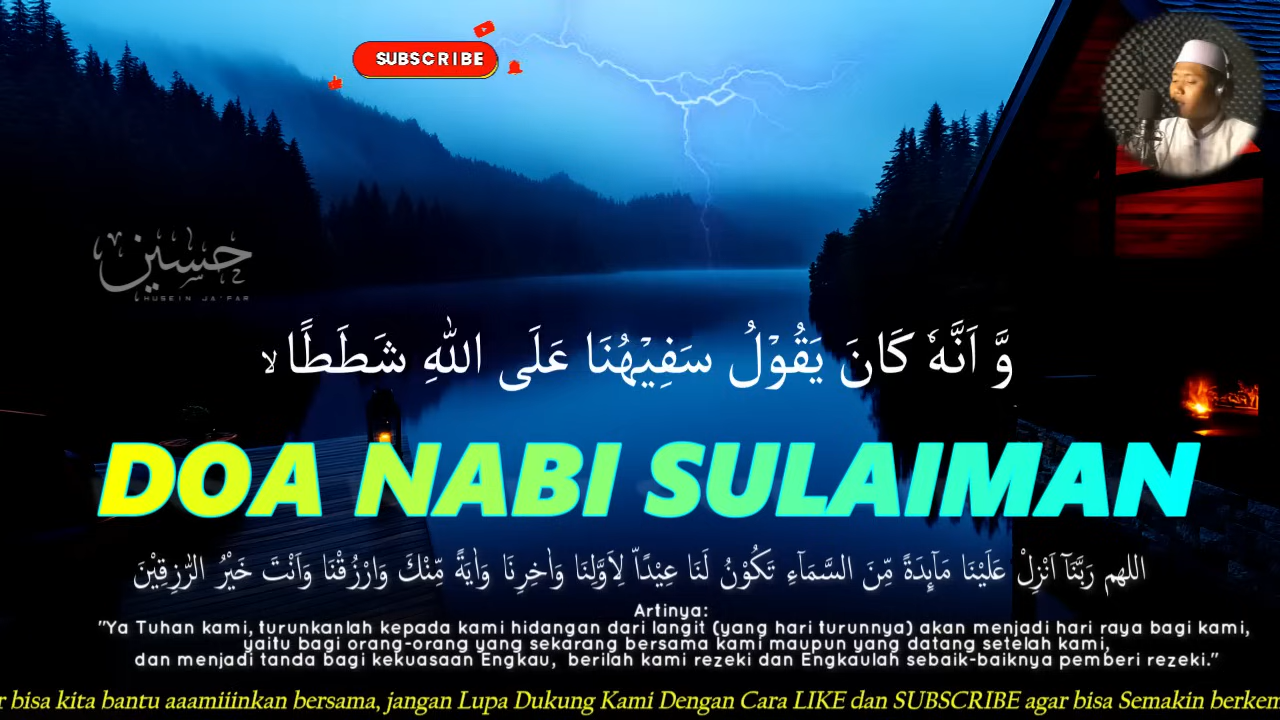 SUBSCRIBE
حسين
HUSEIN JA'FAR
وَّ اَنَّهٗ كَانَ يَقُوْلُ سَفِيْهُنَا عَلَى اللّٰهِ شَطَطًاۙ
DOA NABI SULAIMAN
اللهم رَبَّنَآ اَنْزِلْ عَلَيْنَا مَآىِٕدَةً مِّنَ السَّمَاۤءِ تَكُوْنُ لَنَا عِيْدًا لِّاَوَّلِنَا وَاٰخِرِنَا وَاٰيَةً مِّنْكَ وَارْزُقْنَا وَاَنْتَ خَيْرُ الرّٰزِقِيْنَ
Artinya:
"Ya Tuhan kami, turunkanlah kepada kami hidangan dari langit (yang hari turunnya) akan menjadi hari raya bagi kami,
yaitu bagi orang-orang yang sekarang bersama kami maupun yang datang setelah kami,
dan menjadi tanda bagi kekuasaan Engkau, berilah kami rezeki dan Engkaulah sebaik-baiknya pemberi rezeki."
r bisa kita bantu aaamiiinkan bersama, jangan Lupa Dukung Kami Dengan Cara LIKE dan SUBSCRIBE agar bisa Semakin berken